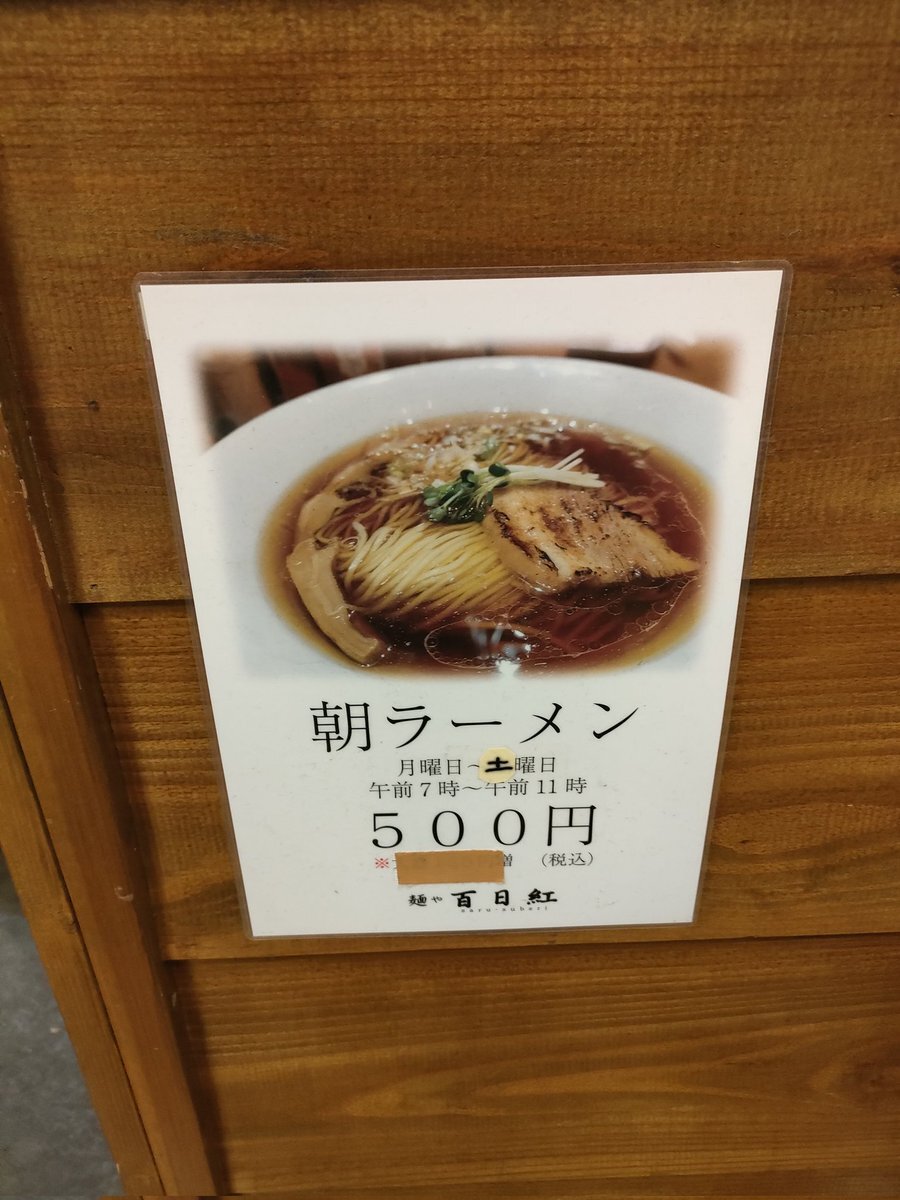 朝ラーメン
月曜日～土曜日
午前７時～午前11時
５００円
※ 増 (税込)
麺や 百日紅
saru-suberi